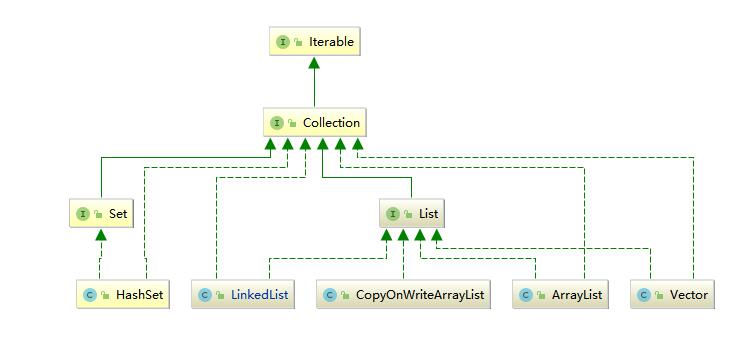 I Iterable
I Collection
I Set
I List
C HashSet
C LinkedList
C CopyOnWriteArrayList
C ArrayList
C Vector